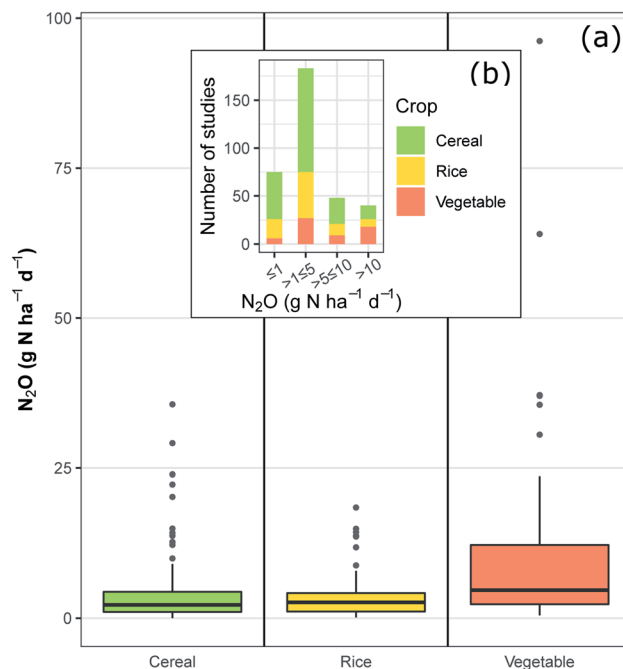 100
(a)
(b)
150
Number of studies
100
50
0
≤1
>1≤5
>5≤10
>10
N₂O (g N ha⁻¹ d⁻¹)
Crop
Cereal
Rice
Vegetable
75
50
25
0
N₂O (g N ha⁻¹ d⁻¹)
Cereal
Rice
Vegetable